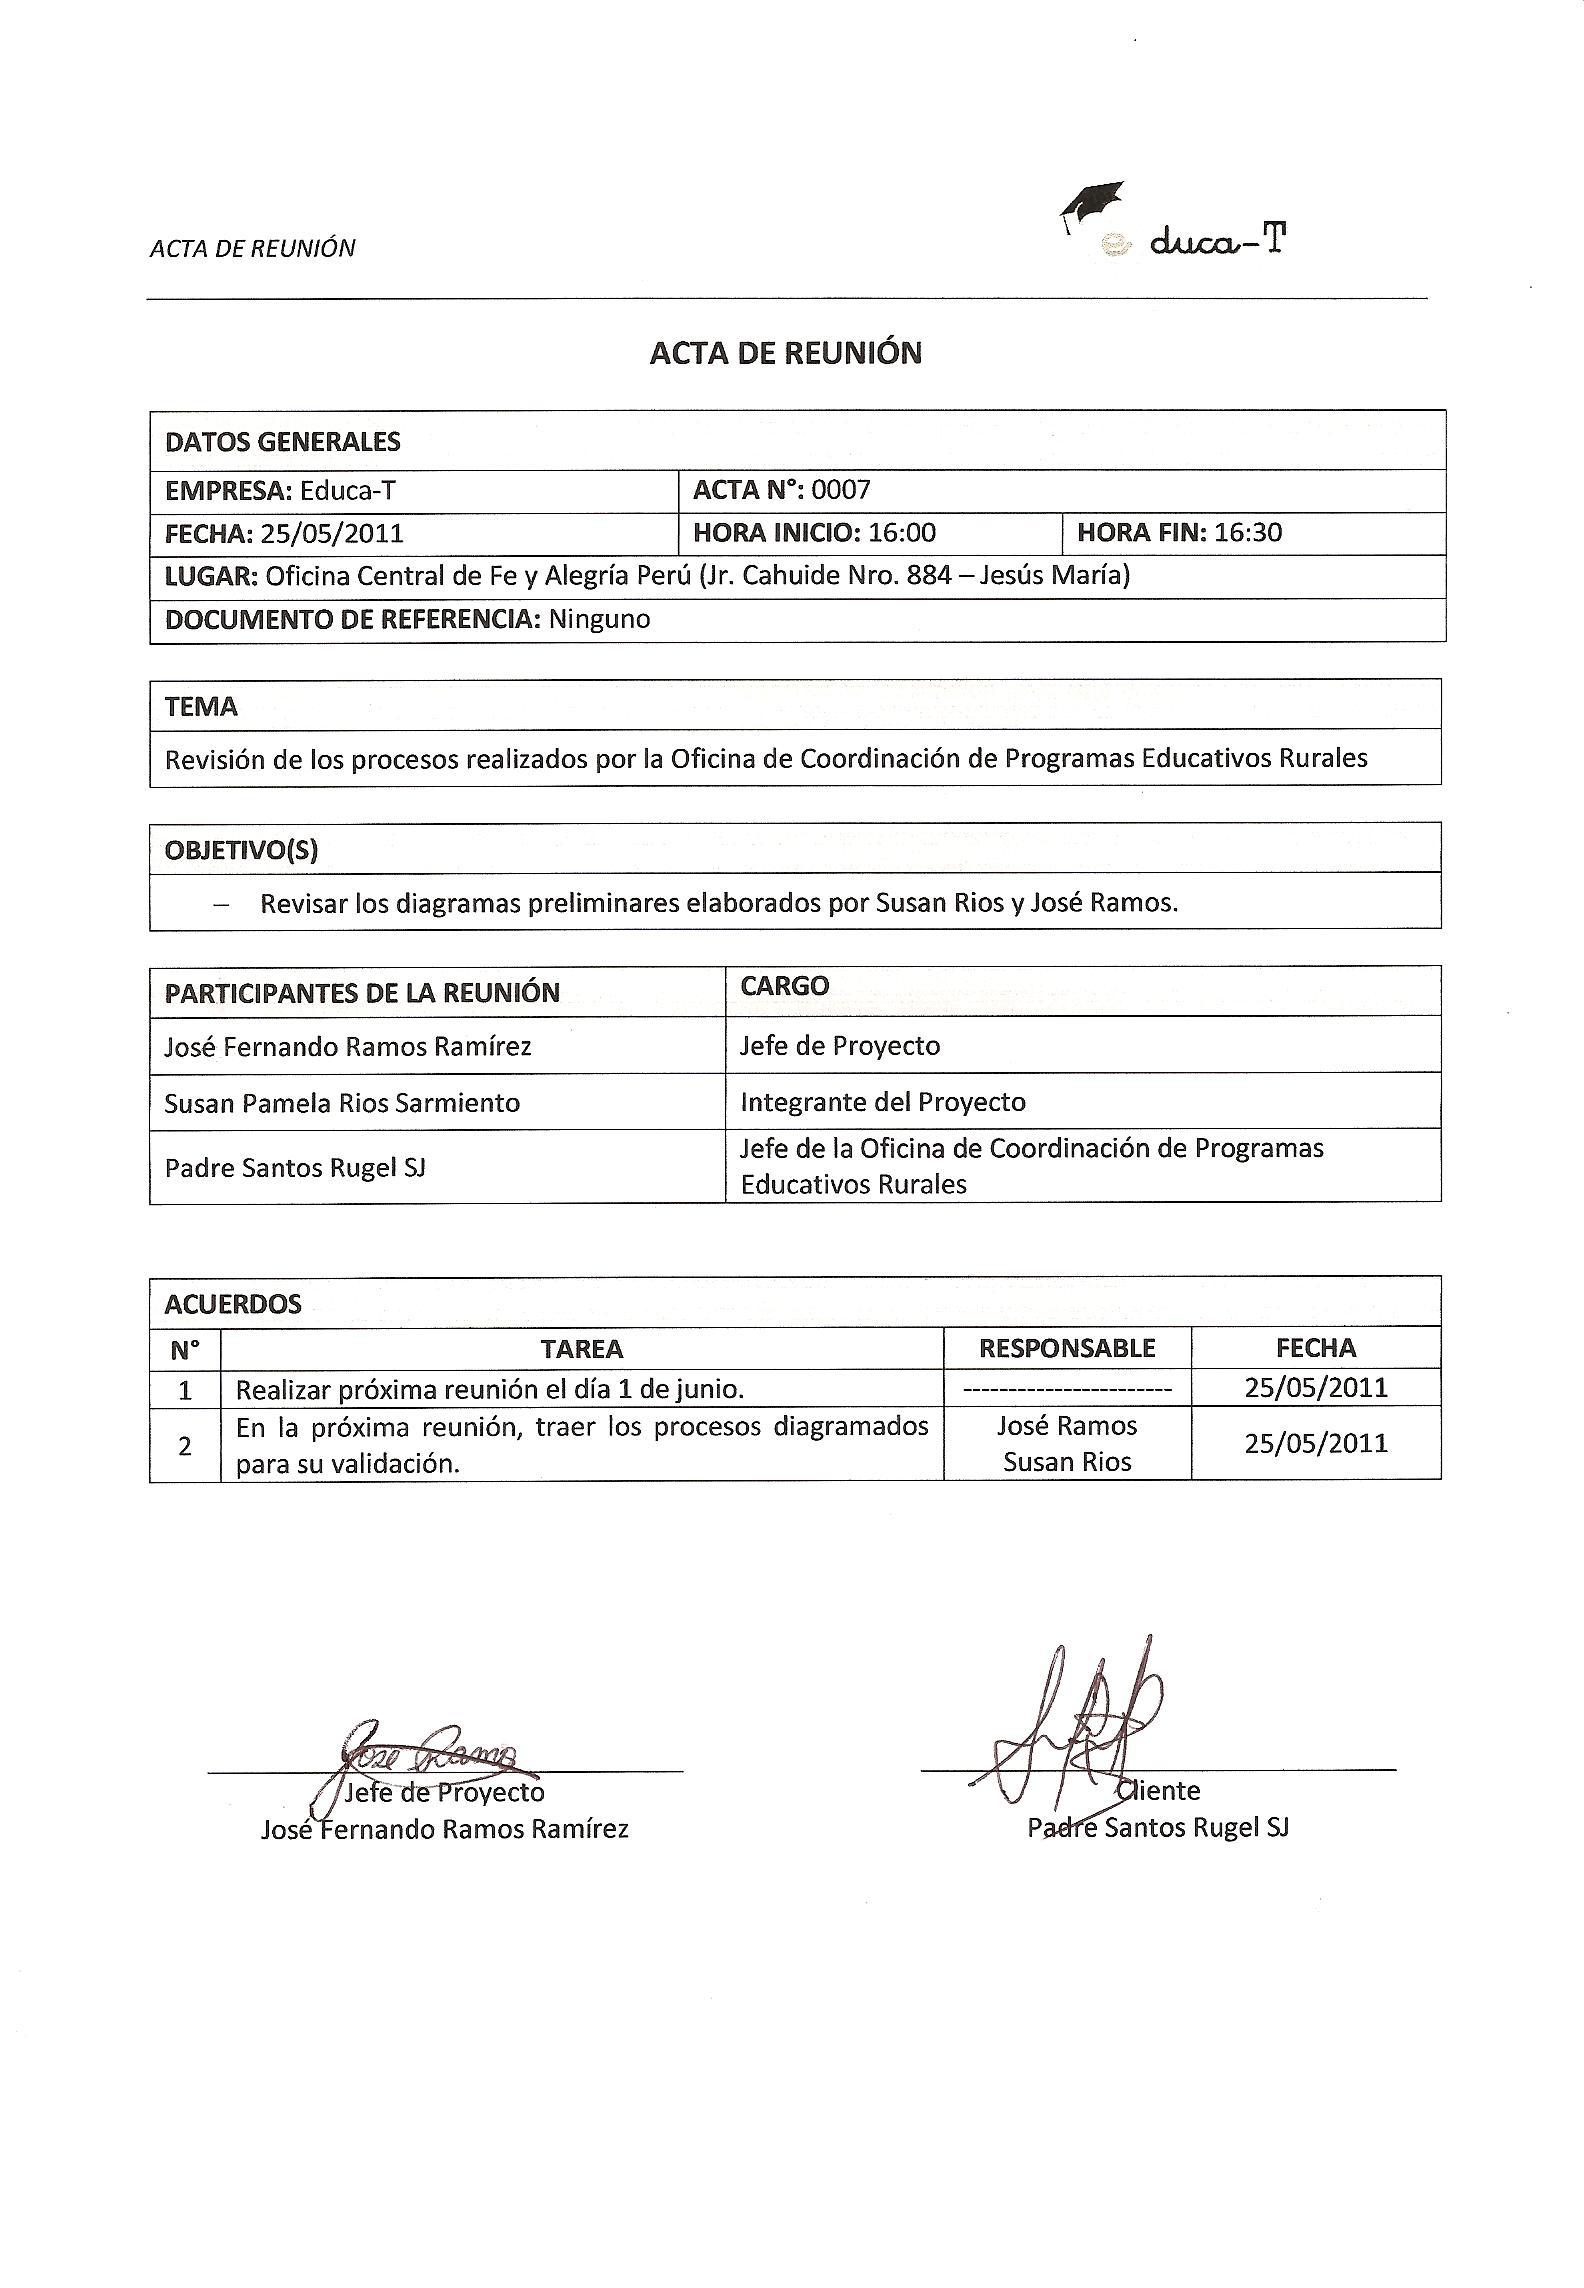 ACTA DE REUNIÓN
educa-T
ACTA DE REUNIÓN
DATOS GENERALES
EMPRESA: Educa-T ACTA N°: 0007
FECHA: 25/05/2011 HORA INICIO: 16:00 HORA FIN: 16:30
LUGAR: Oficina Central de Fe y Alegría Perú (Jr. Cahuide Nro. 884 – Jesús María)
DOCUMENTO DE REFERENCIA: Ninguno
TEMA
Revisión de los procesos realizados por la Oficina de Coordinación de Programas Educativos Rurales
OBJETIVO(S)
– Revisar los diagramas preliminares elaborados por Susan Rios y José Ramos.
PARTICIPANTES DE LA REUNIÓN CARGO
José Fernando Ramos Ramírez Jefe de Proyecto
Susan Pamela Rios Sarmiento Integrante del Proyecto
Padre Santos Rugel SJ Jefe de la Oficina de Coordinación de Programas
Educativos Rurales
ACUERDOS
N° TAREA RESPONSABLE FECHA
1 Realizar próxima reunión el día 1 de junio. ----------------------- 25/05/2011
2 En la próxima reunión, traer los procesos diagramados
para su validación.
José Ramos
Susan Rios
25/05/2011
Jose Ramos
Jefe de Proyecto
José Fernando Ramos Ramírez
Cliente
Padre Santos Rugel SJ